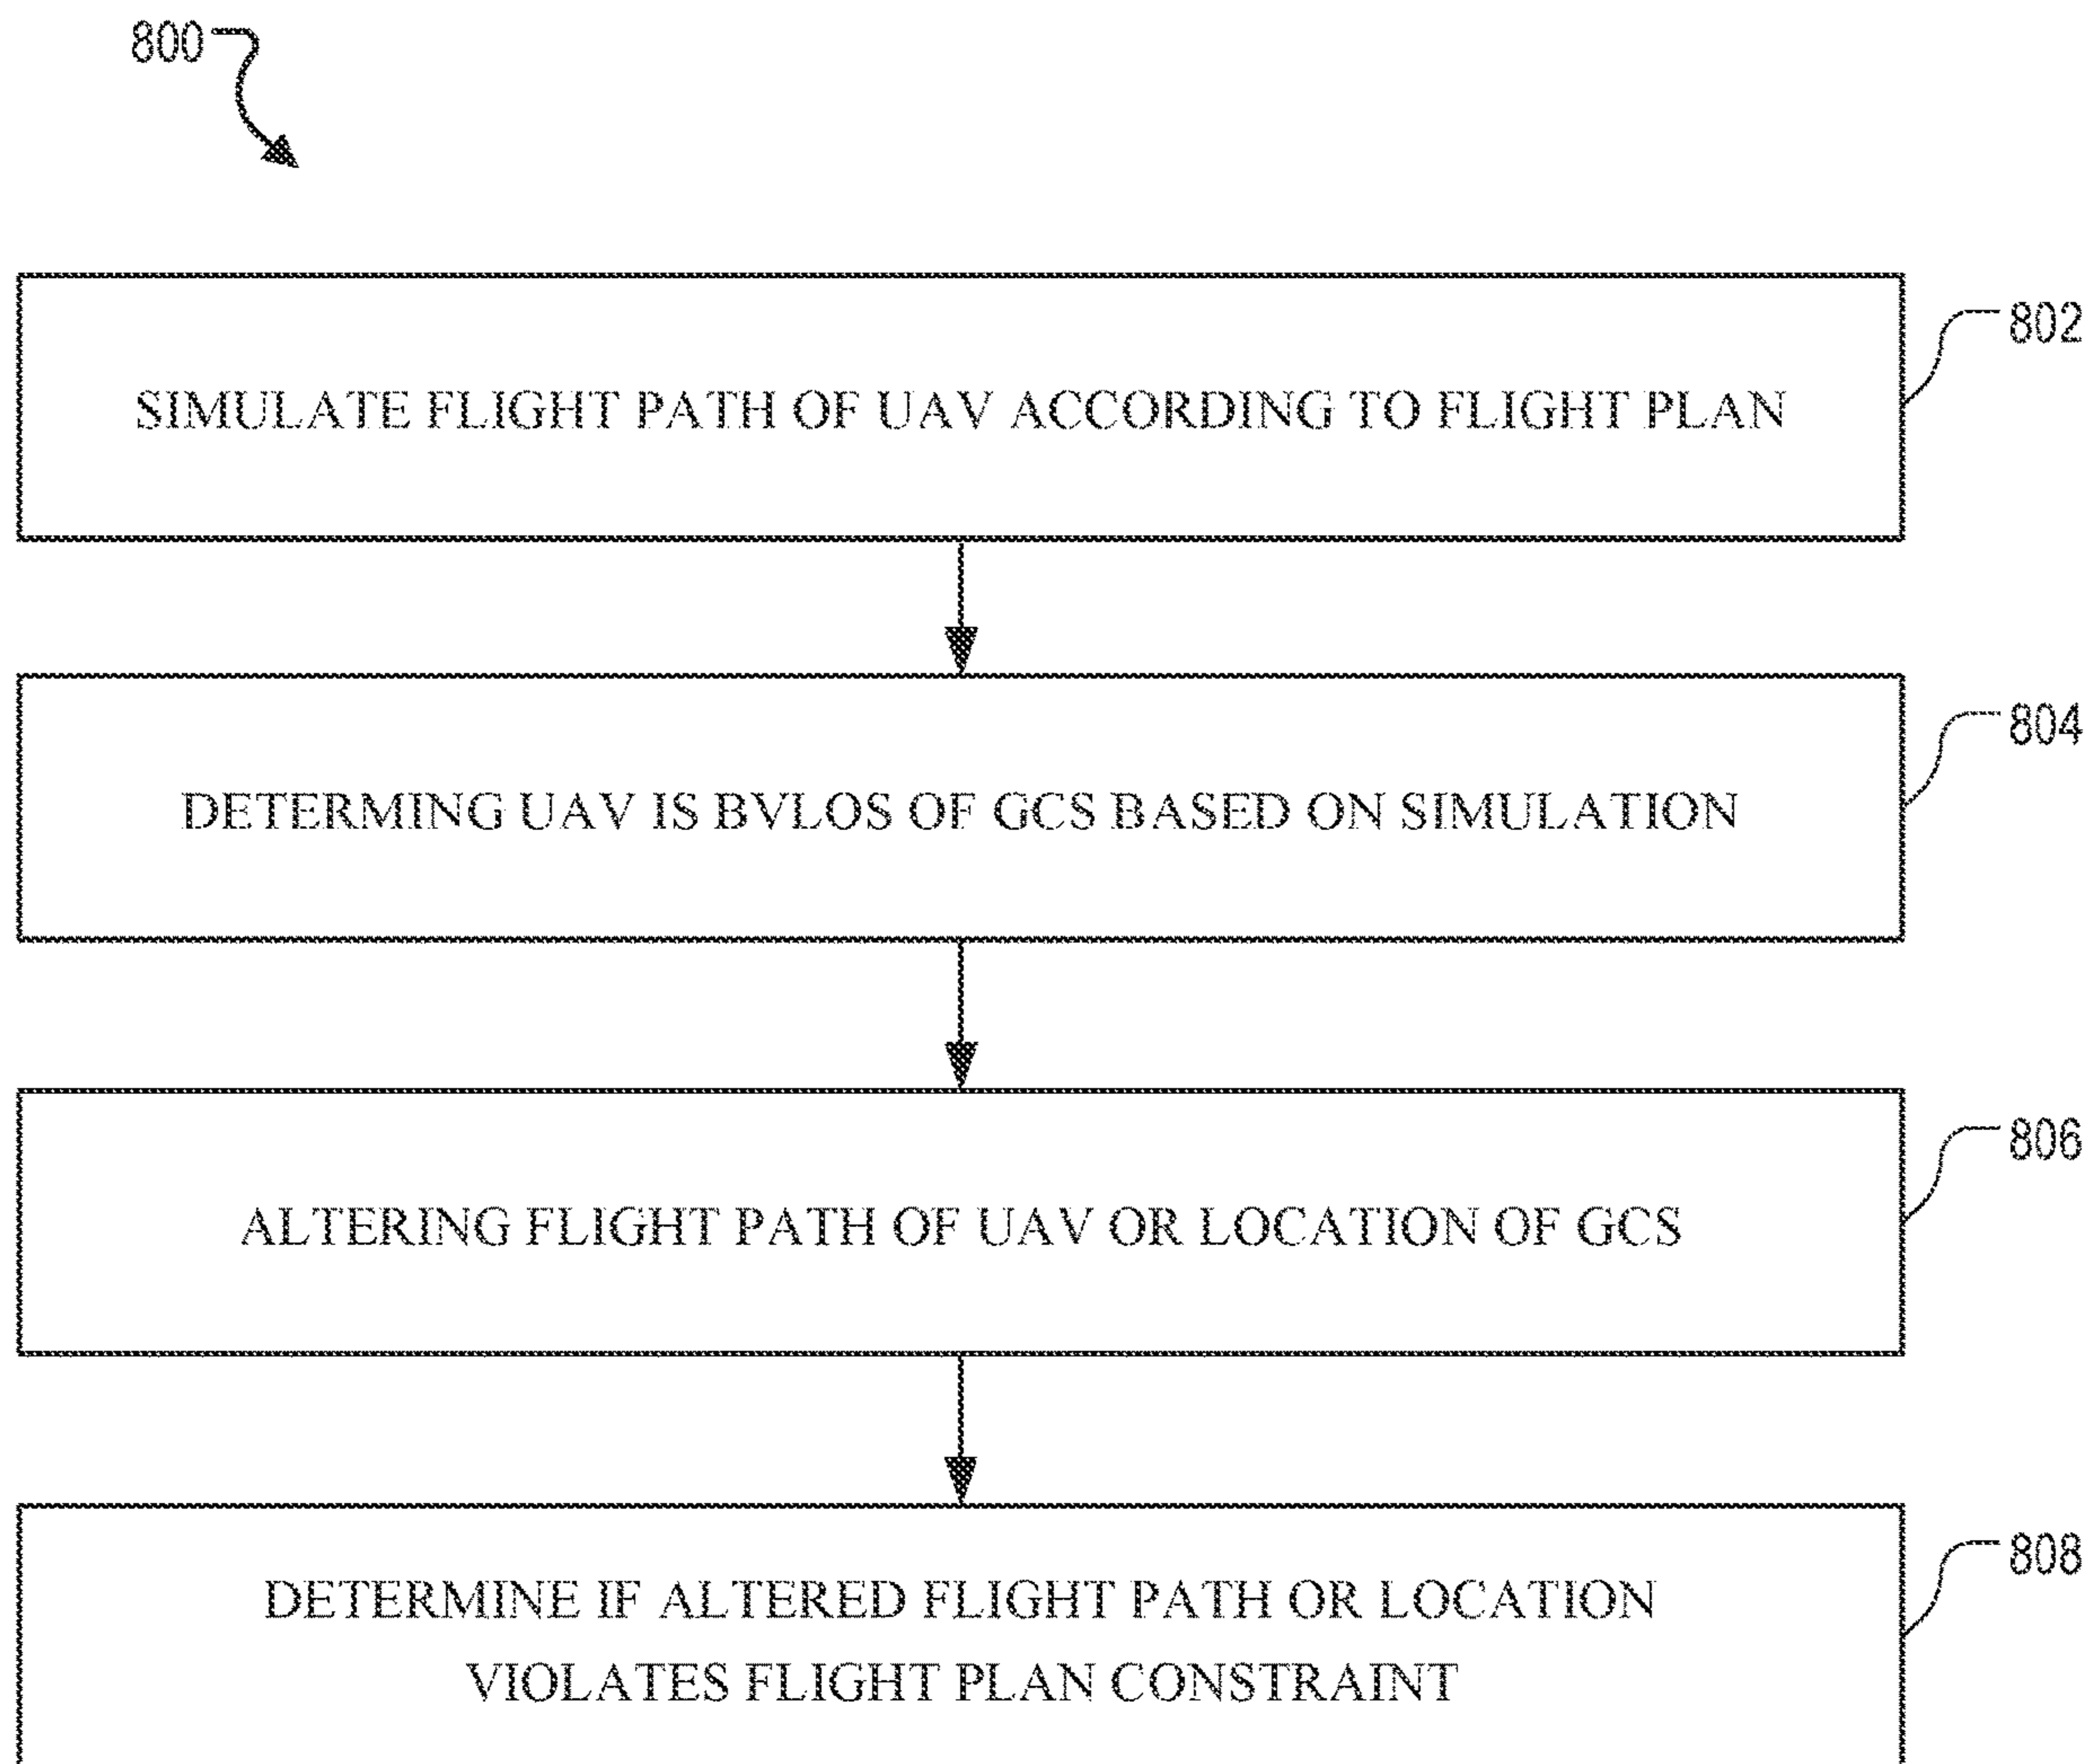 800
802
SIMULATE FLIGHT PATH OF UAV ACCORDING TO FLIGHT PLAN
804
DETERMING UAV IS BVLOS OF GCS BASED ON SIMULATION
806
ALTERING FLIGHT PATH OF UAV OR LOCATION OF GCS
808
DETERMINE IF ALTERED FLIGHT PATH OR LOCATION
VIOLATES FLIGHT PLAN CONSTRAINT